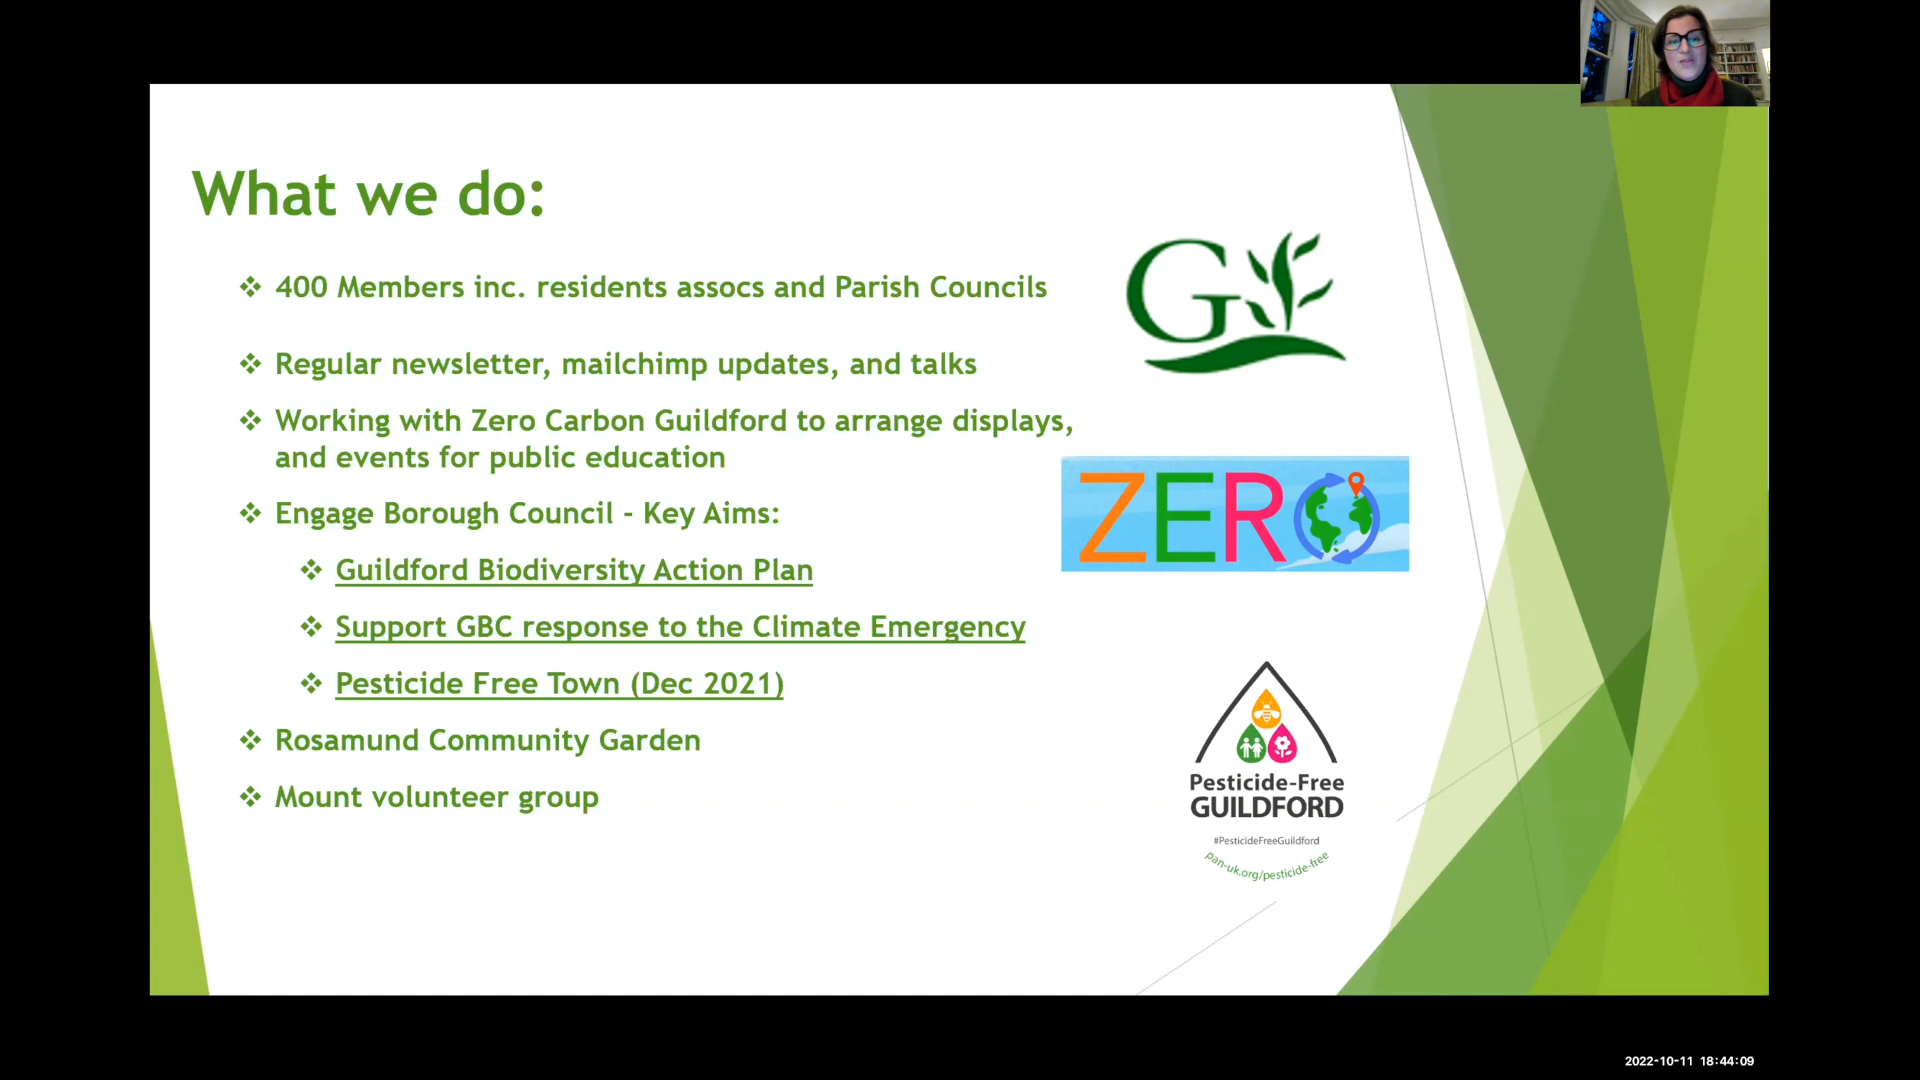 What we do:
400 Members inc. residents assocs and Parish Councils
Regular newsletter, mailchimp updates, and talks
Working with Zero Carbon Guildford to arrange displays,
and events for public education
Engage Borough Council - Key Aims:
Guildford Biodiversity Action Plan
Support GBC response to the Climate Emergency
Pesticide Free Town (Dec 2021)
Rosamund Community Garden
Mount volunteer group
G
ZERO
Pesticide-Free
GUILDFORD
#PesticideFreeGuildford
pan-uk.org/pesticide-free
2022-10-11 18:44:09